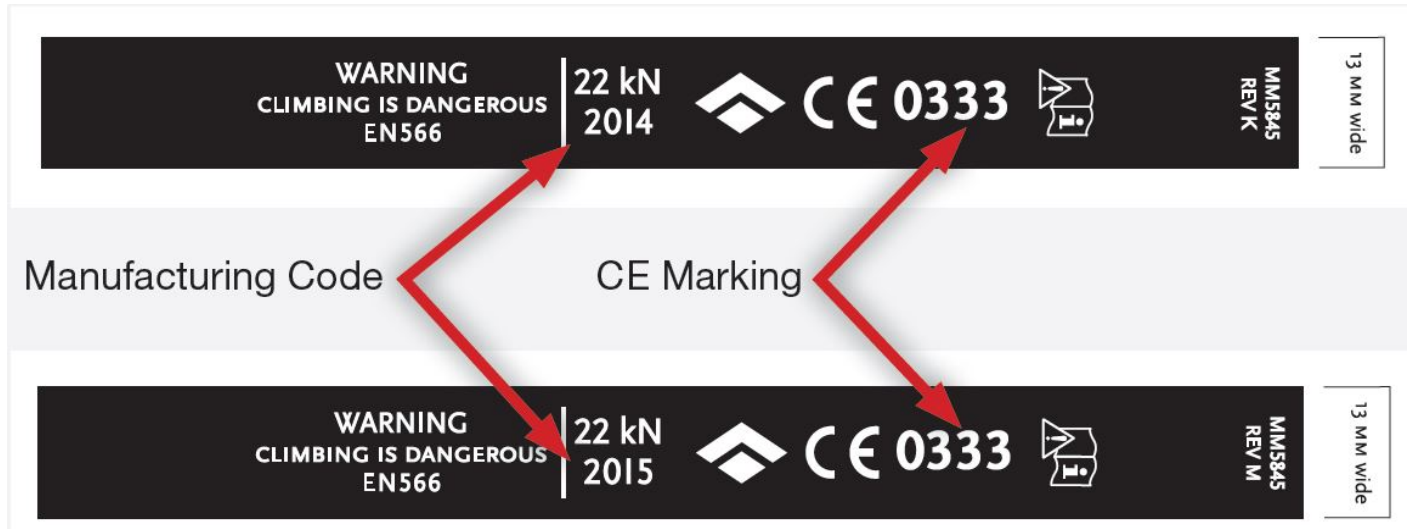 WARNING
CLIMBING IS DANGEROUS
EN566
22 kN
2014
CE 0333
i
MM5845
REV K
13 MM wide
Manufacturing Code
CE Marking
WARNING
CLIMBING IS DANGEROUS
EN566
22 kN
2015
CE 0333
i
MM5845
REV M
13 MM wide